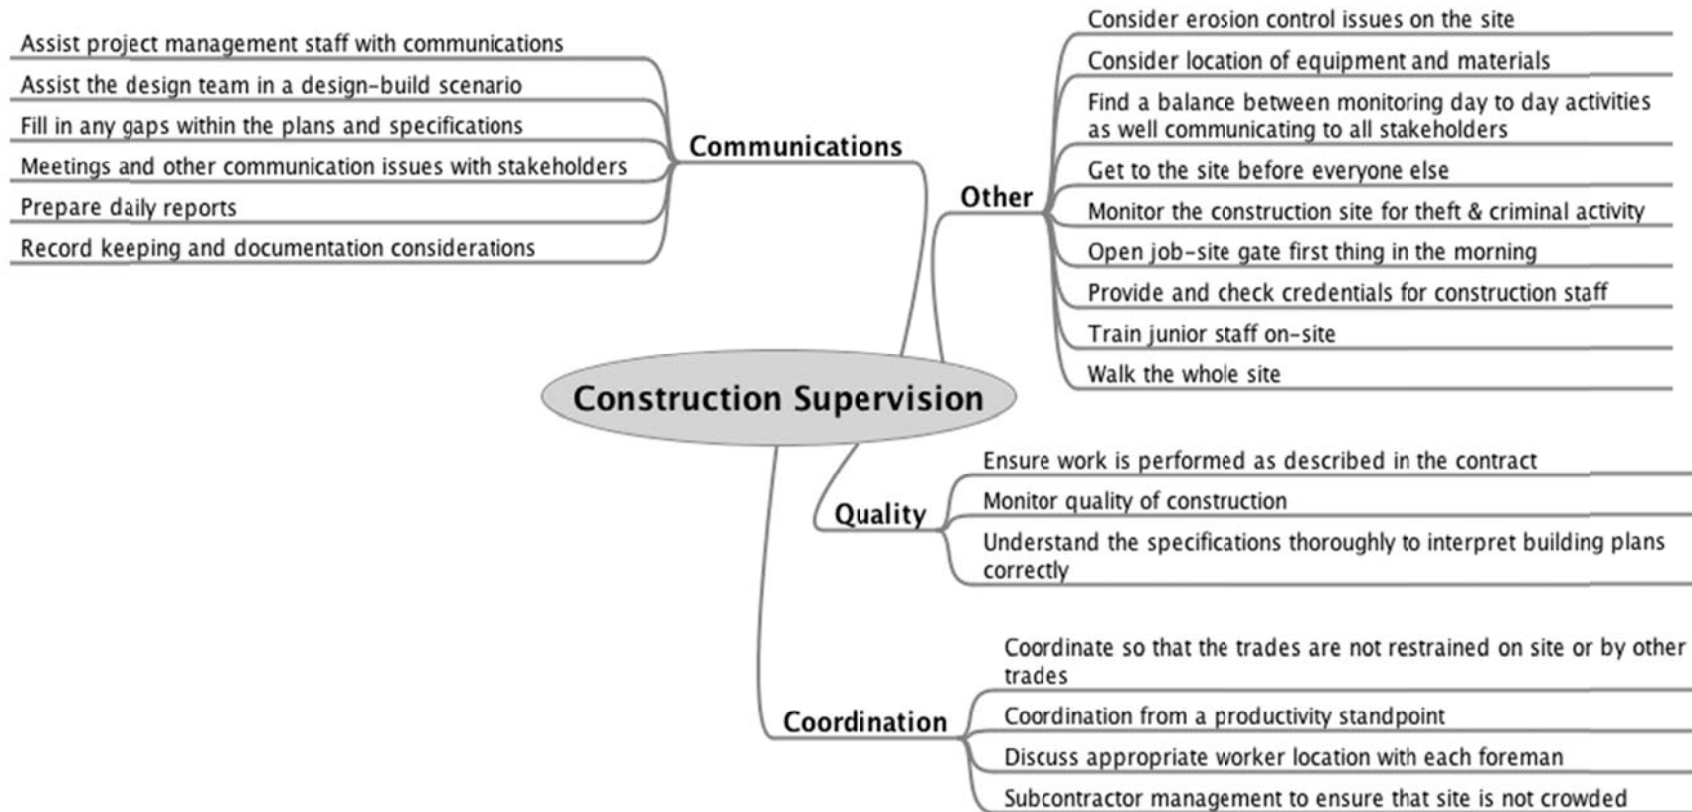 Assist project management staff with communications
Assist the design team in a design-build scenario
Fill in any gaps within the plans and specifications
Meetings and other communication issues with stakeholders
Prepare daily reports
Record keeping and documentation considerations
Communications
Other
Consider erosion control issues on the site
Consider location of equipment and materials
Find a balance between monitoring day to day activities
as well communicating to all stakeholders
Get to the site before everyone else
Monitor the construction site for theft & criminal activity
Open job-site gate first thing in the morning
Provide and check credentials for construction staff
Train junior staff on-site
Walk the whole site
Construction Supervision
Quality
Ensure work is performed as described in the contract
Monitor quality of construction
Understand the specifications thoroughly to interpret building plans
correctly
Coordination
Coordinate so that the trades are not restrained on site or by other
trades
Coordination from a productivity standpoint
Discuss appropriate worker location with each foreman
Subcontractor management to ensure that site is not crowded